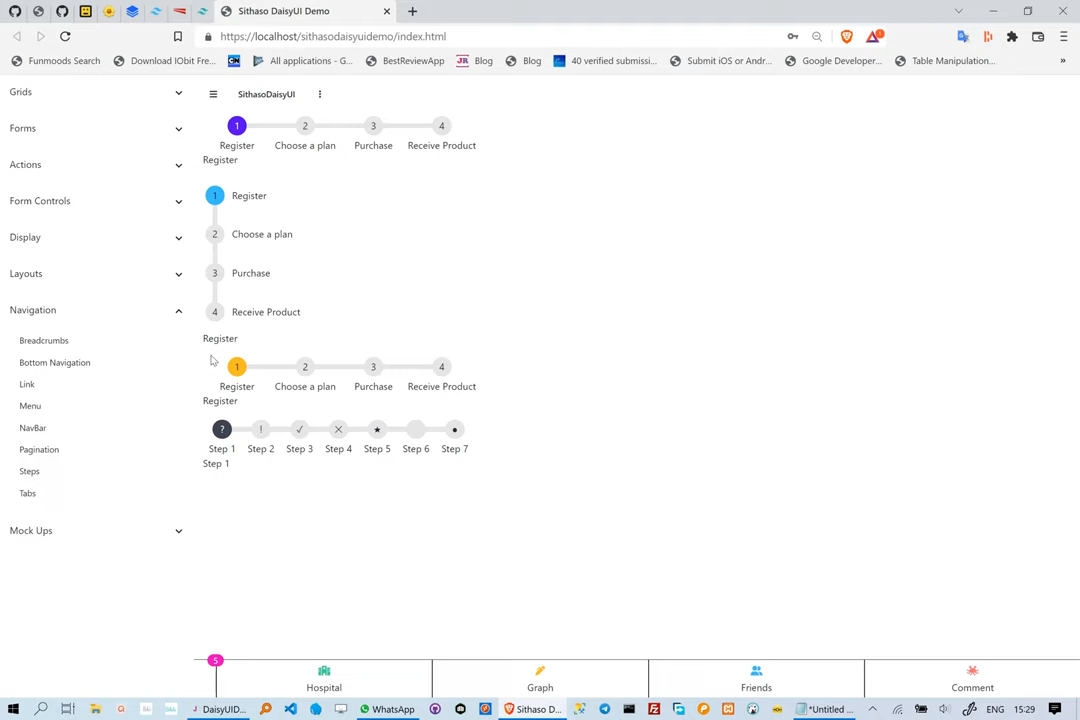 Sithaso DaisyUI Demo
https://localhost/sithasodaisyuidemo/index.html
Funmoods Search Download IObit Fre... All applications - G... BestReviewApp JR Blog Blog 40 verified submissi... Submit iOS or Andr... Google Developer... Table Manipulation... »
Grids
Forms
Actions
Form Controls
Display
Layouts
Navigation
Breadcrumbs
Bottom Navigation
Link
Menu
NavBar
Pagination
Steps
Tabs
Mock Ups
SithasoDaisyUI
1 2 3 4
Register Choose a plan Purchase Receive Product
Register
1 Register
2 Choose a plan
3 Purchase
4 Receive Product
Register
1 2 3 4
Register Choose a plan Purchase Receive Product
Register
? ! ✓ ✕ ★ ●
Step 1 Step 2 Step 3 Step 4 Step 5 Step 6 Step 7
Step 1
5
Hospital Graph Friends Comment
DaisyUID... WhatsApp Sithaso D... *Untitled ... ENG 15:29